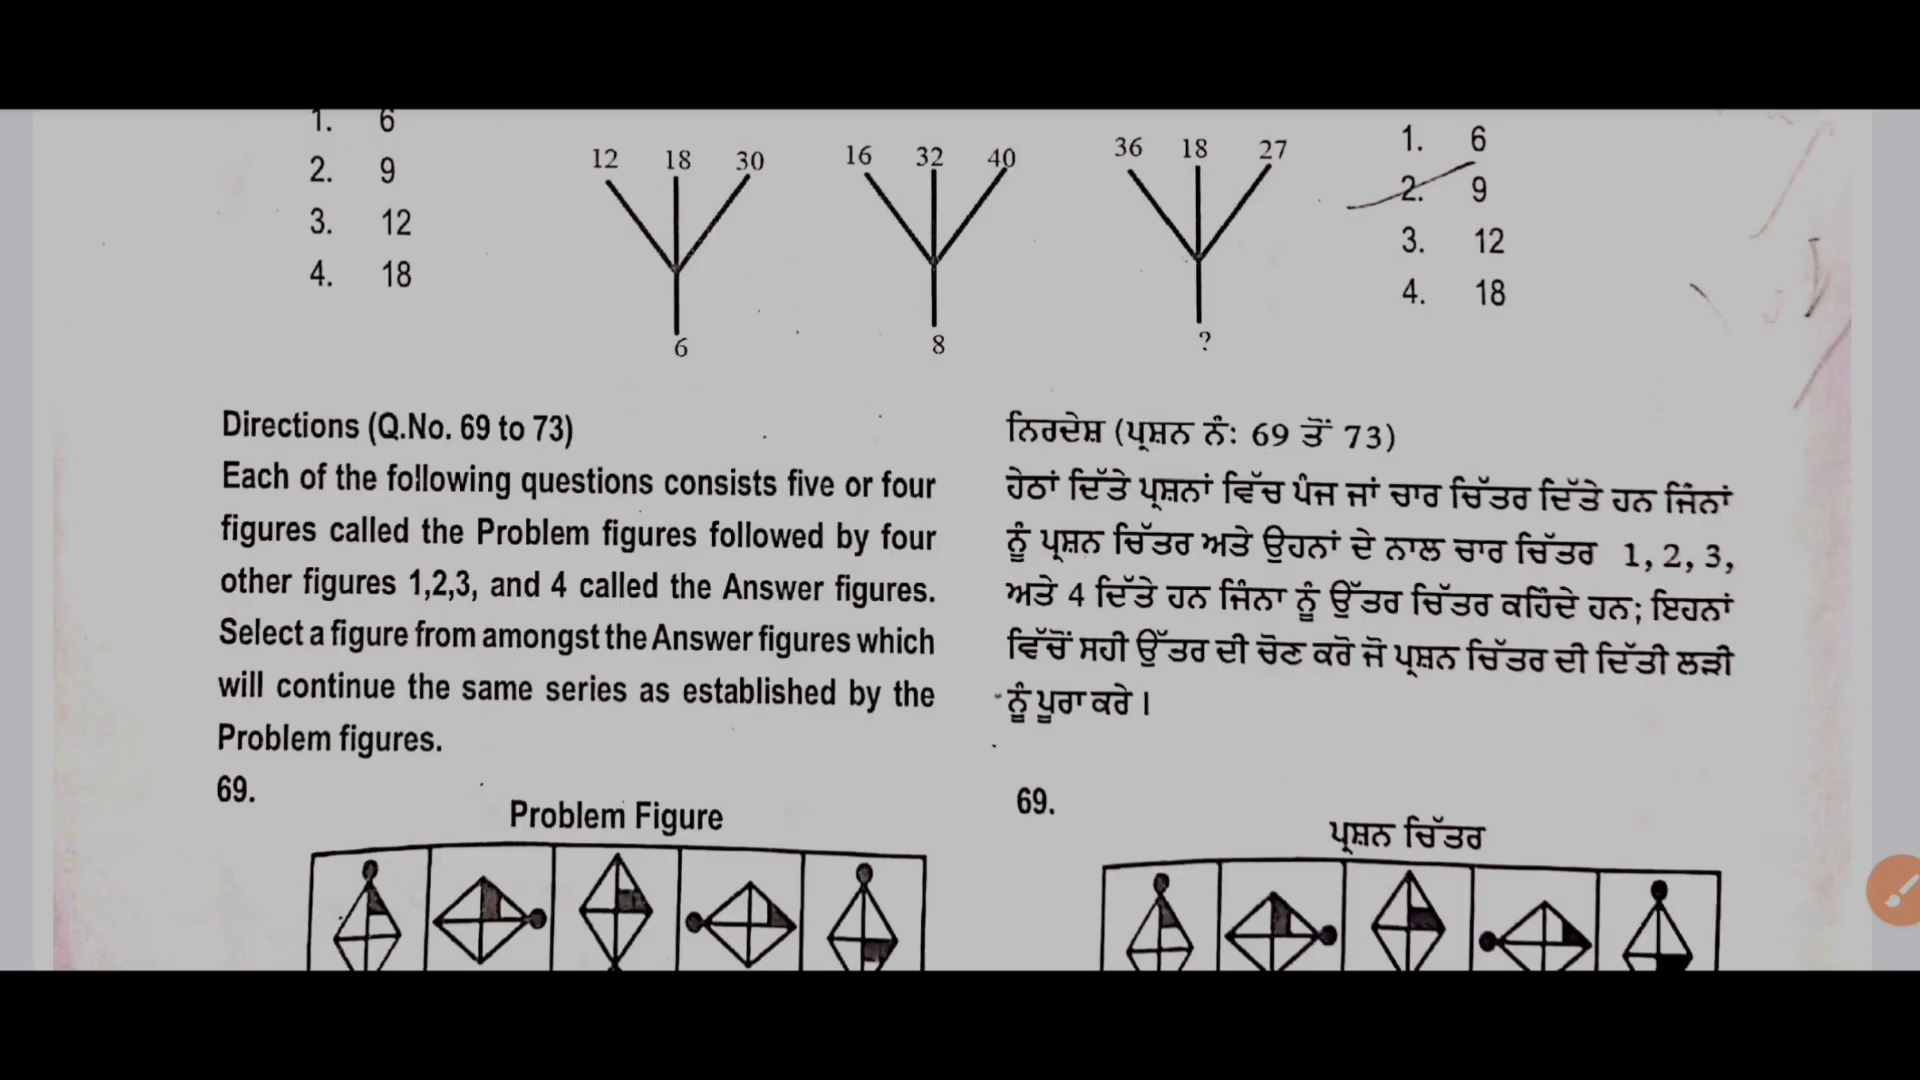 1. 6
2. 9
3. 12
4. 18
12 18 30
6
16 32 40
8
36 18 27
?
1. 6
2. 9
3. 12
4. 18
Directions (Q.No. 69 to 73)
Each of the following questions consists five or four
figures called the Problem figures followed by four
other figures 1,2,3, and 4 called the Answer figures.
Select a figure from amongst the Answer figures which
will continue the same series as established by the
Problem figures.
69.
Problem Figure
ਨਿਰਦੇਸ਼ (ਪ੍ਰਸ਼ਨ ਨੰ: 69 ਤੋਂ 73)
ਹੇਠਾਂ ਦਿੱਤੇ ਪ੍ਰਸ਼ਨਾਂ ਵਿੱਚ ਪੰਜ ਜਾਂ ਚਾਰ ਚਿੱਤਰ ਦਿੱਤੇ ਹਨ ਜਿੰਨਾਂ
ਨੂੰ ਪ੍ਰਸ਼ਨ ਚਿੱਤਰ ਅਤੇ ਉਹਨਾਂ ਦੇ ਨਾਲ ਚਾਰ ਚਿੱਤਰ 1, 2, 3,
ਅਤੇ 4 ਦਿੱਤੇ ਹਨ ਜਿੰਨਾ ਨੂੰ ਉੱਤਰ ਚਿੱਤਰ ਕਹਿੰਦੇ ਹਨ; ਇਹਨਾਂ
ਵਿੱਚੋਂ ਸਹੀ ਉੱਤਰ ਦੀ ਚੋਣ ਕਰੋ ਜੋ ਪ੍ਰਸ਼ਨ ਚਿੱਤਰ ਦੀ ਦਿੱਤੀ ਲੜੀ
ਨੂੰ ਪੂਰਾ ਕਰੇ ।
69.
ਪ੍ਰਸ਼ਨ ਚਿੱਤਰ